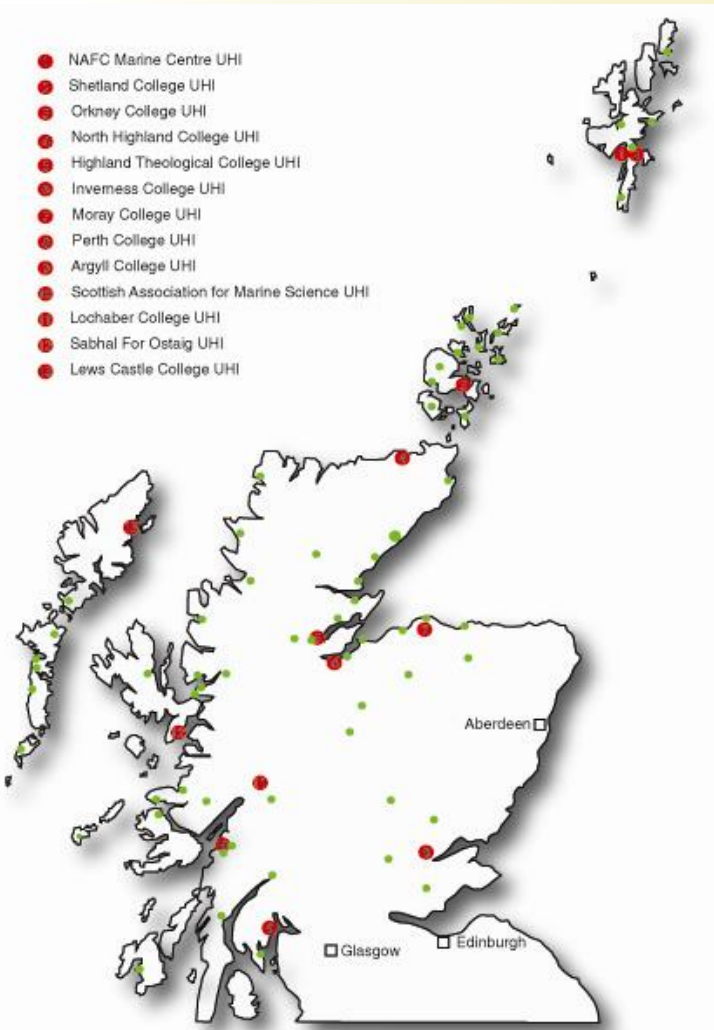 NAFC Marine Centre UHI
Shetland College UHI
Orkney College UHI
North Highland College UHI
Highland Theological College UHI
Inverness College UHI
Moray College UHI
Perth College UHI
Argyll College UHI
Scottish Association for Marine Science UHI
Lochaber College UHI
Sabhal For Ostaig UHI
Lews Castle College UHI
Aberdeen
Glasgow
Edinburgh